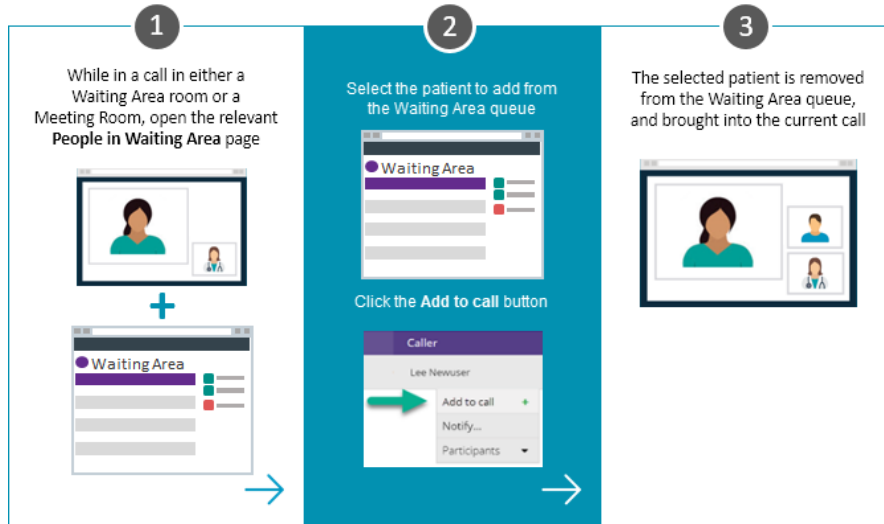 1
While in a call in either a
Waiting Area room or a
Meeting Room, open the relevant
People in Waiting Area page
+
Waiting Area
2
Select the patient to add from
the Waiting Area queue
Waiting Area
Click the Add to call button
Caller
Lee Newuser
Add to call +
Notify...
Participants
3
The selected patient is removed
from the Waiting Area queue,
and brought into the current call